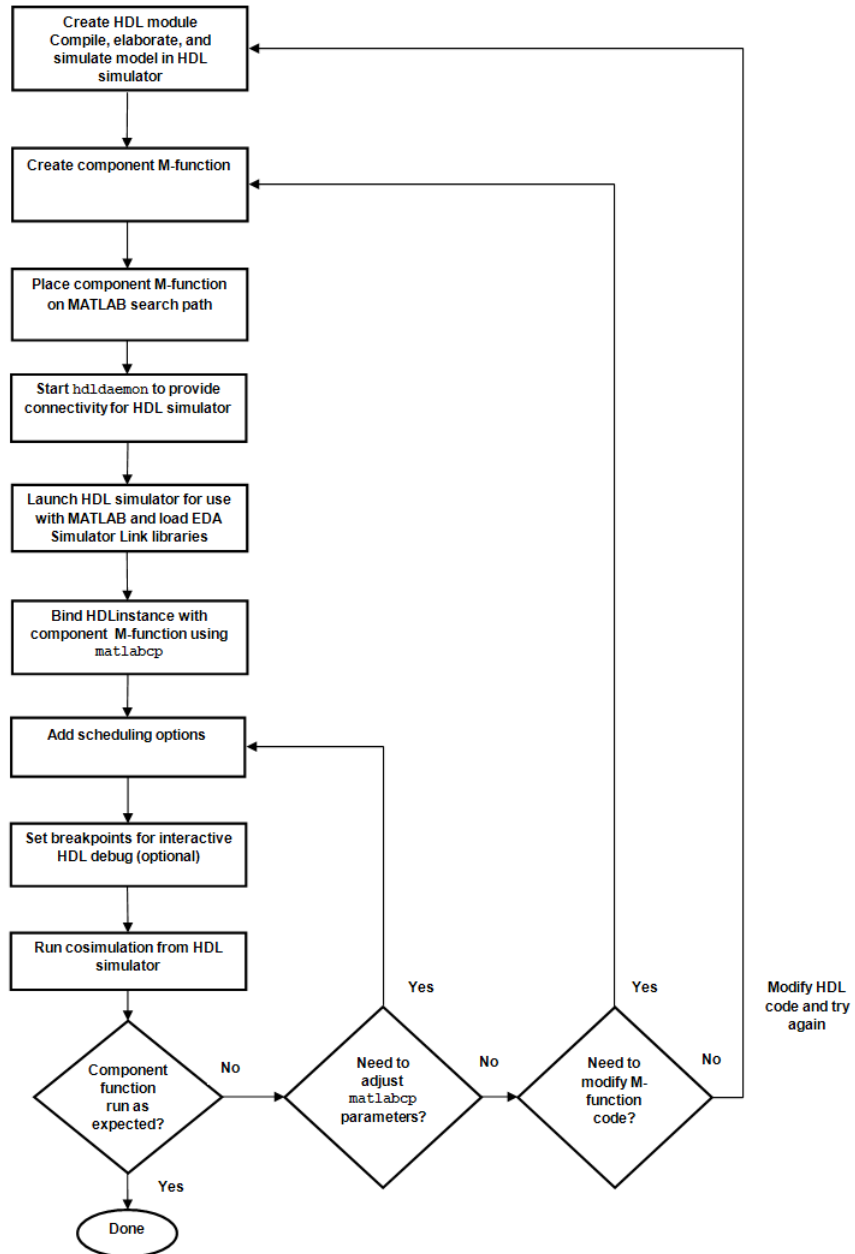 Create HDL module
Compile, elaborate, and
simulate model in HDL
simulator
Create component M-function
Place component M-function
on MATLAB search path
Start hdldaemon to provide
connectivity for HDL simulator
Launch HDL simulator for use
with MATLAB and load EDA
Simulator Link libraries
Bind HDLinstance with
component M-function using
matlabcp
Add scheduling options
Set breakpoints for interactive
HDL debug (optional)
Run cosimulation from HDL
simulator
Component
function
run as
expected?
No
Yes
Done
Need to
adjust
matlabcp
parameters?
Yes
No
Need to
modify M-
function
code?
Yes
No
Modify HDL
code and try
again